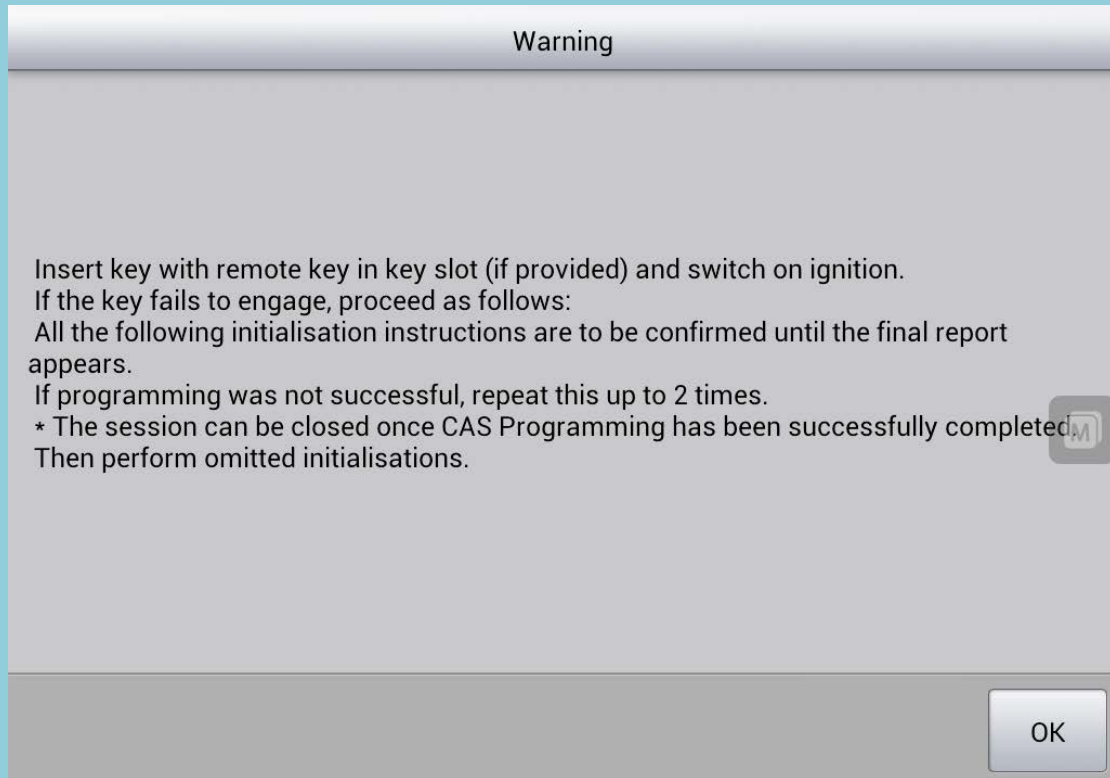 Warning
Insert key with remote key in key slot (if provided) and switch on ignition.
If the key fails to engage, proceed as follows:
All the following initialisation instructions are to be confirmed until the final report
appears.
If programming was not successful, repeat this up to 2 times.
* The session can be closed once CAS Programming has been successfully completed.
Then perform omitted initialisations.
M
OK